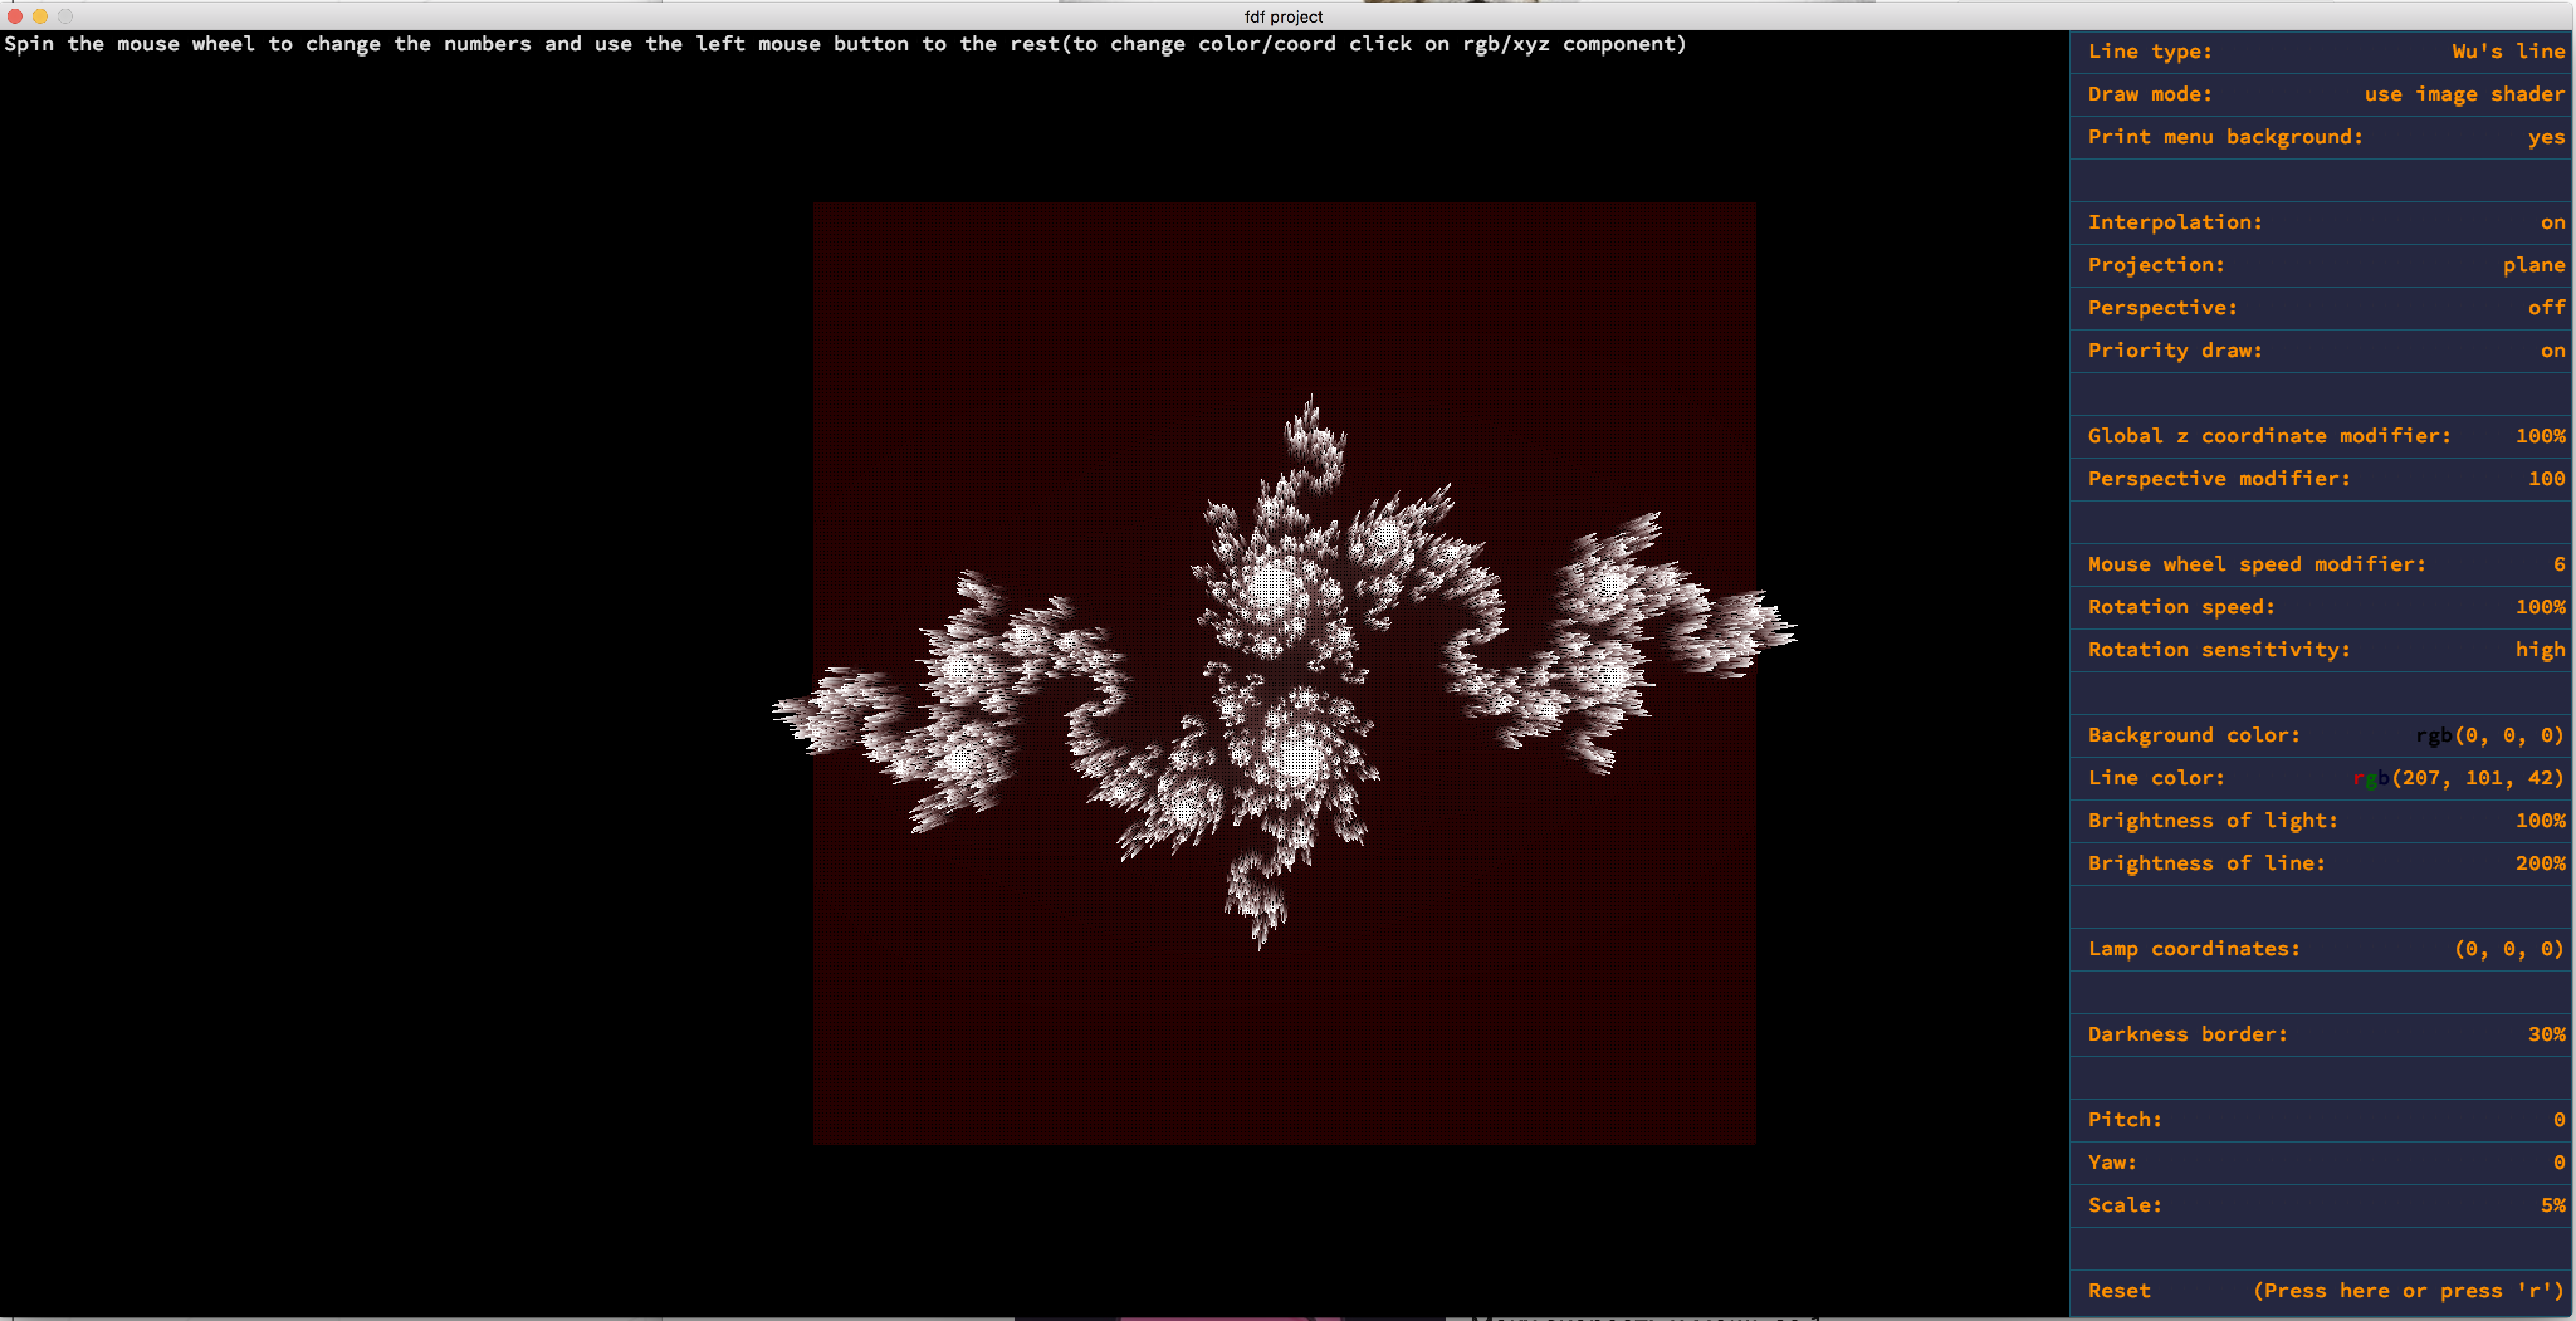 fdf project
Spin the mouse wheel to change the numbers and use the left mouse button to the rest(to change color/coord click on rgb/xyz component)
Line type: Wu's line
Draw mode: use image shader
Print menu background: yes
Interpolation: on
Projection: plane
Perspective: off
Priority draw: on
Global z coordinate modifier: 100%
Perspective modifier: 100
Mouse wheel speed modifier: 6
Rotation speed: 100%
Rotation sensitivity: high
Background color: rgb(0, 0, 0)
Line color: rgb(207, 101, 42)
Brightness of light: 100%
Brightness of line: 200%
Lamp coordinates: (0, 0, 0)
Darkness border: 30%
Pitch: 0
Yaw: 0
Scale: 5%
Reset (Press here or press 'r')